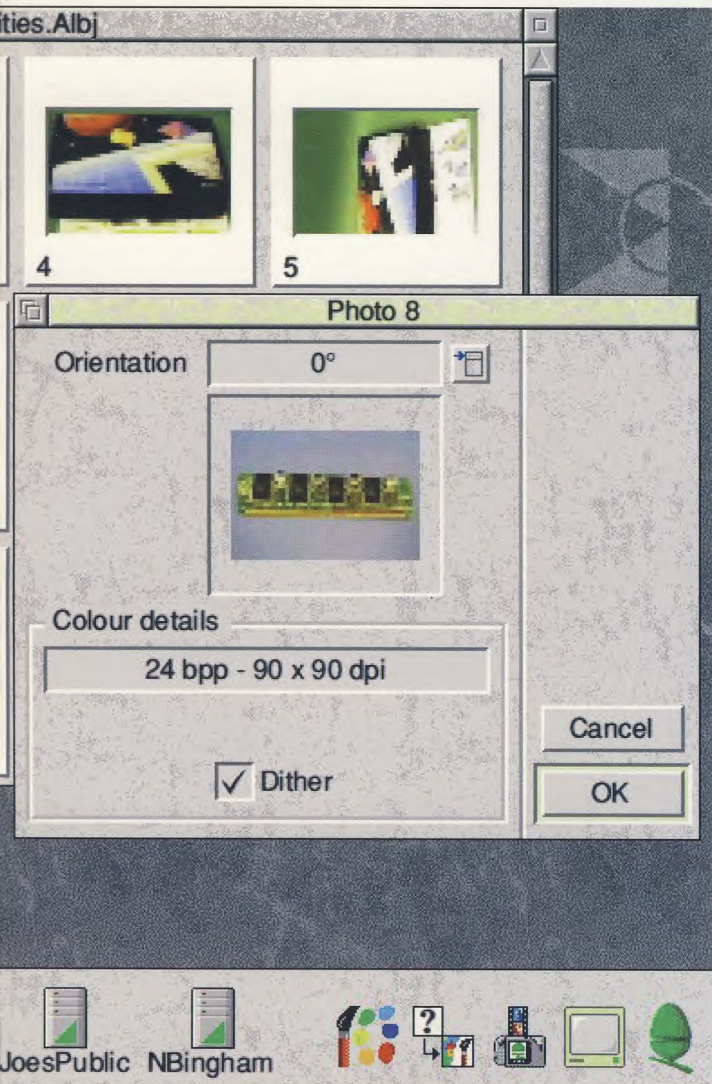 ities.Albj
4
5
Photo 8
Orientation
0°
Colour details
24 bpp - 90 x 90 dpi
Dither
Cancel
OK
?
JoesPublic
NBingham